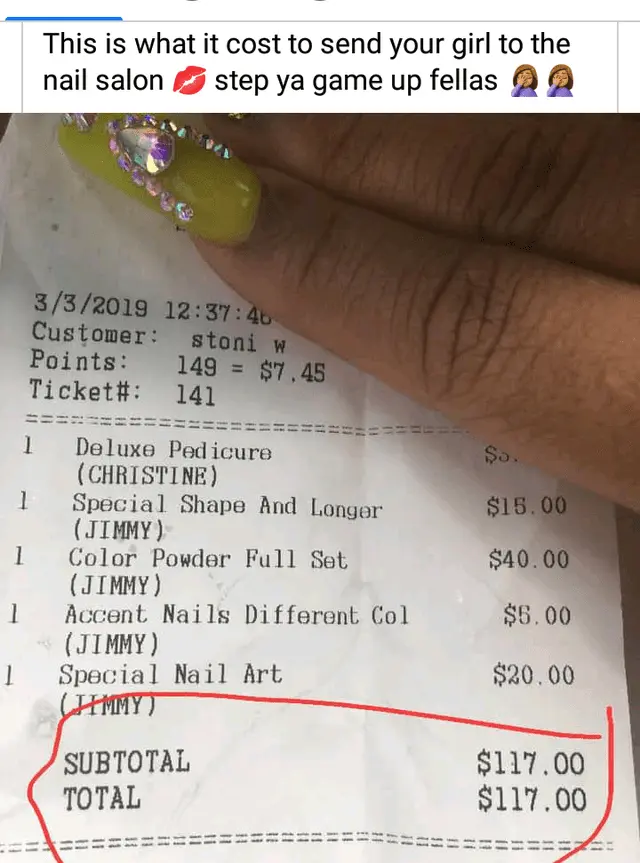 This is what it cost to send your girl to the
nail salon 💋 step ya game up fellas 🤦🏾‍♀️🤦🏾‍♀️
3/3/2019 12:37:4
Customer: stoni w
Points: 149 = $7.45
Ticket#: 141
1 Deluxe Pedicure $3
(CHRISTINE)
1 Special Shape And Longer $15.00
(JIMMY)
1 Color Powder Full Set $40.00
(JIMMY)
1 Accent Nails Different Col $5.00
(JIMMY)
1 Special Nail Art $20.00
(JIMMY)
SUBTOTAL $117.00
TOTAL $117.00